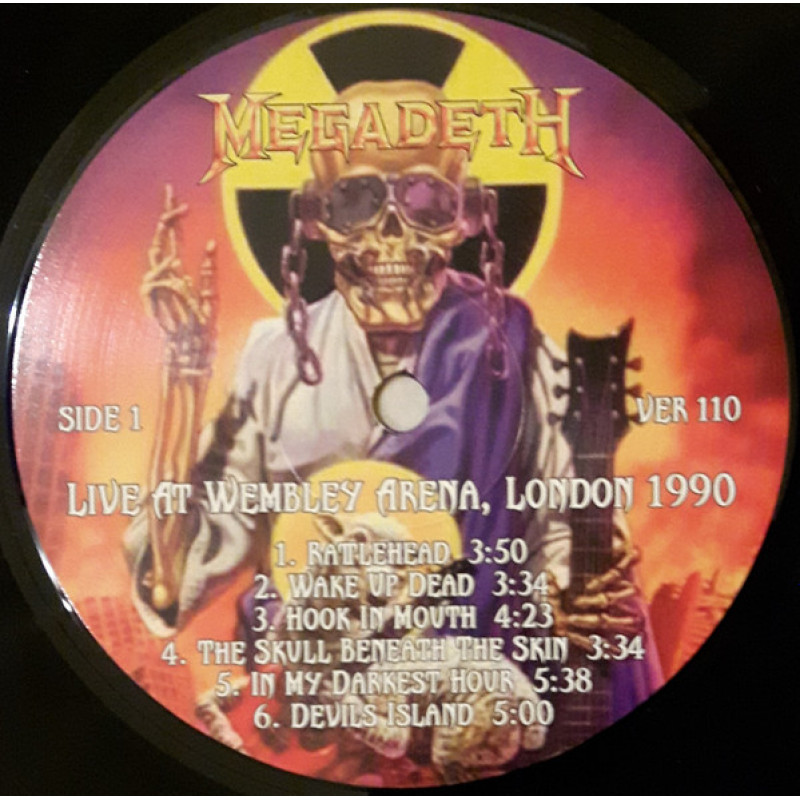 MEGADETH
SIDE 1
VER 110
LIVE AT WEMBLEY ARENA, LONDON 1990
1. RATTLEHEAD 3:50
2. WAKE UP DEAD 3:34
3. HOOK IN MOUTH 4:23
4. THE SKULL BENEATH THE SKIN 3:34
5. IN MY DARKEST HOUR 5:38
6. DEVILS ISLAND 5:00